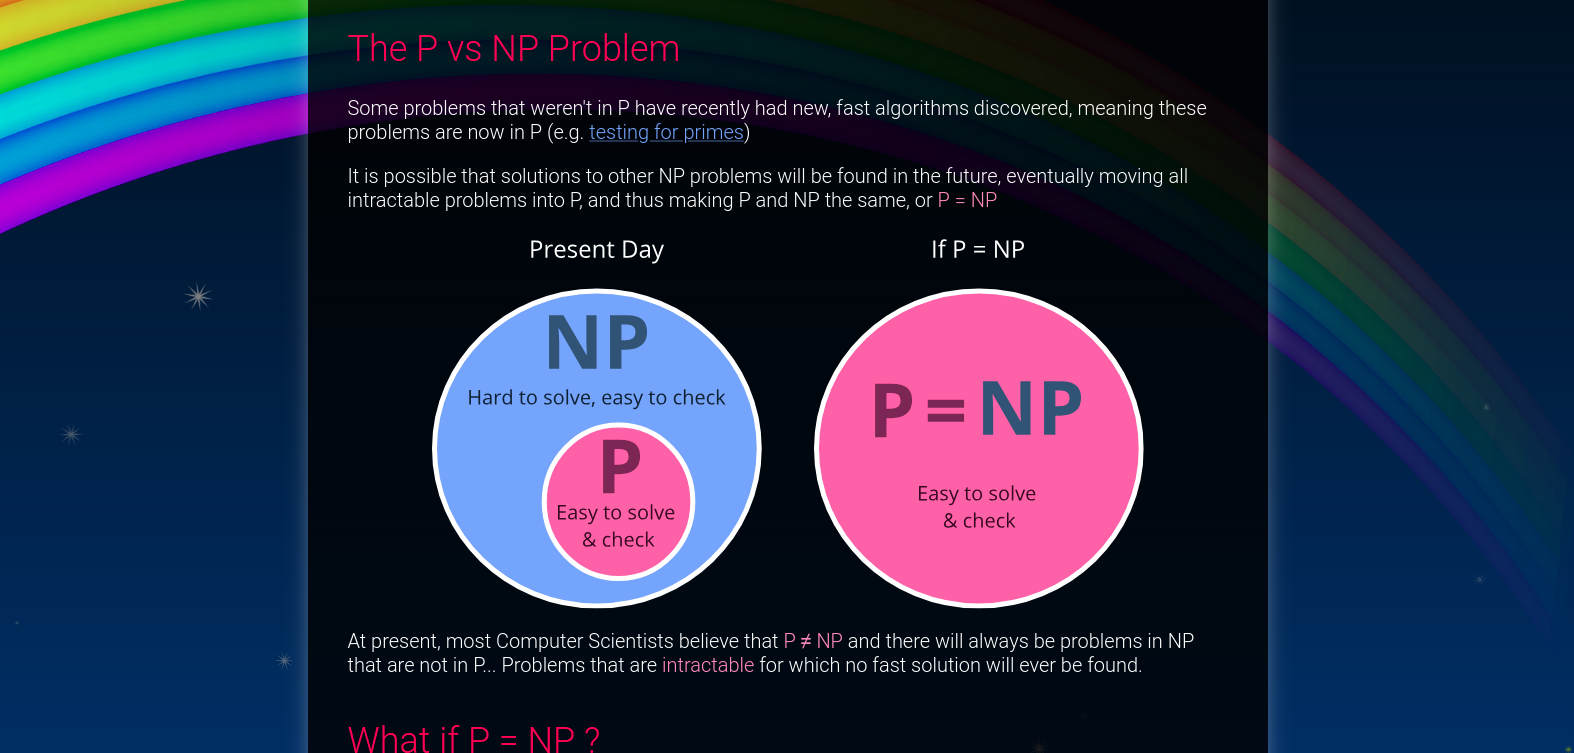 The P vs NP Problem
Some problems that weren't in P have recently had new, fast algorithms discovered, meaning these
problems are now in P (e.g. testing for primes)
It is possible that solutions to other NP problems will be found in the future, eventually moving all
intractable problems into P, and thus making P and NP the same, or P = NP
Present Day
NP
Hard to solve, easy to check
P
Easy to solve
& check
If P = NP
P = NP
Easy to solve
& check
At present, most Computer Scientists believe that P ≠ NP and there will always be problems in NP
that are not in P... Problems that are intractable for which no fast solution will ever be found.
What if P = NP ?